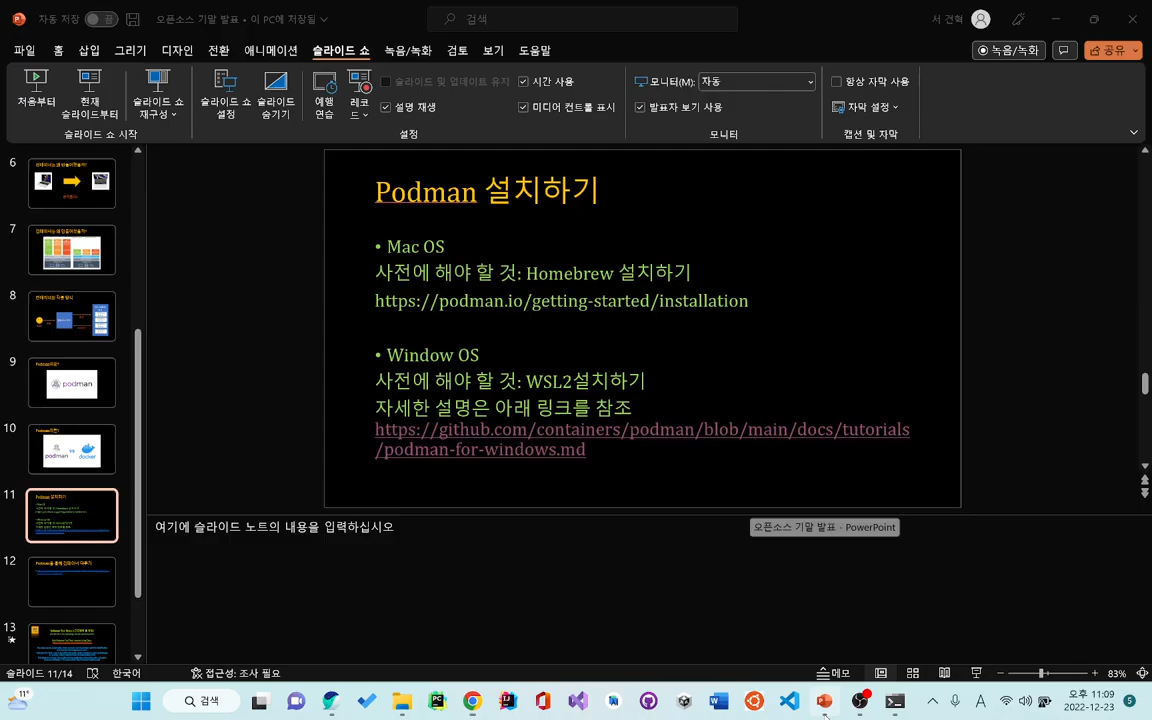 자동 저장 끔 오픈소스 기말 발표 • 이 PC에 저장됨 검색 서 건혁
파일 홈 삽입 그리기 디자인 전환 애니메이션 슬라이드 쇼 녹음/녹화 검토 보기 도움말 녹음/녹화 공유
처음부터 현재 슬라이드부터 슬라이드 쇼 재구성 슬라이드 쇼 설정 슬라이드 숨기기 예행 연습 레코드
슬라이드 및 업데이트 유지 시간 사용 모니터(M): 자동 항상 자막 사용
설명 재생 미디어 컨트롤 표시 발표자 보기 사용 자막 설정
슬라이드 쇼 시작 설정 모니터 캡션 및 자막
6
7
8
9
podman
10
podman vs docker
11
12
13
Podman 설치하기
• Mac OS
사전에 해야 할 것: Homebrew 설치하기
https://podman.io/getting-started/installation
• Window OS
사전에 해야 할 것: WSL2설치하기
자세한 설명은 아래 링크를 참조
https://github.com/containers/podman/blob/main/docs/tutorials
/podman-for-windows.md
여기에 슬라이드 노트의 내용을 입력하십시오
오픈소스 기말 발표 - PowerPoint
슬라이드 11/14 한국어 접근성: 조사 필요 메모 83%
11° 검색 A 오후 11:09
2022-12-23 5